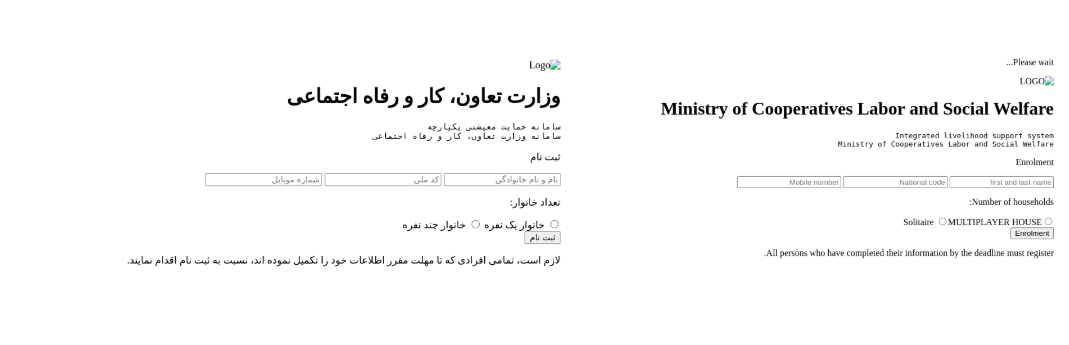 Logo
وزارت تعاون، کار و رفاه اجتماعی
سامانه حمایت معیشتی یکپارچه
سامانه وزارت تعاون، کار و رفاه اجتماعی
ثبت نام
نام و نام خانوادگی کد ملی شماره موبایل
تعداد خانوار:
خانوار یک نفره خانوار چند نفره
ثبت نام
لازم است، تمامی افرادی که تا مهلت مقرر اطلاعات خود را تکمیل نموده اند، نسبت به ثبت نام اقدام نمایند.
...Please wait
LOGO
Ministry of Cooperatives Labor and Social Welfare
Integrated livelihood support system
Ministry of Cooperatives Labor and Social Welfare
Enrolment
Mobile number National code first and last name
:Number of households
Solitaire MULTIPLAYER HOUSE
Enrolment
.All persons who have completed their information by the deadline must register